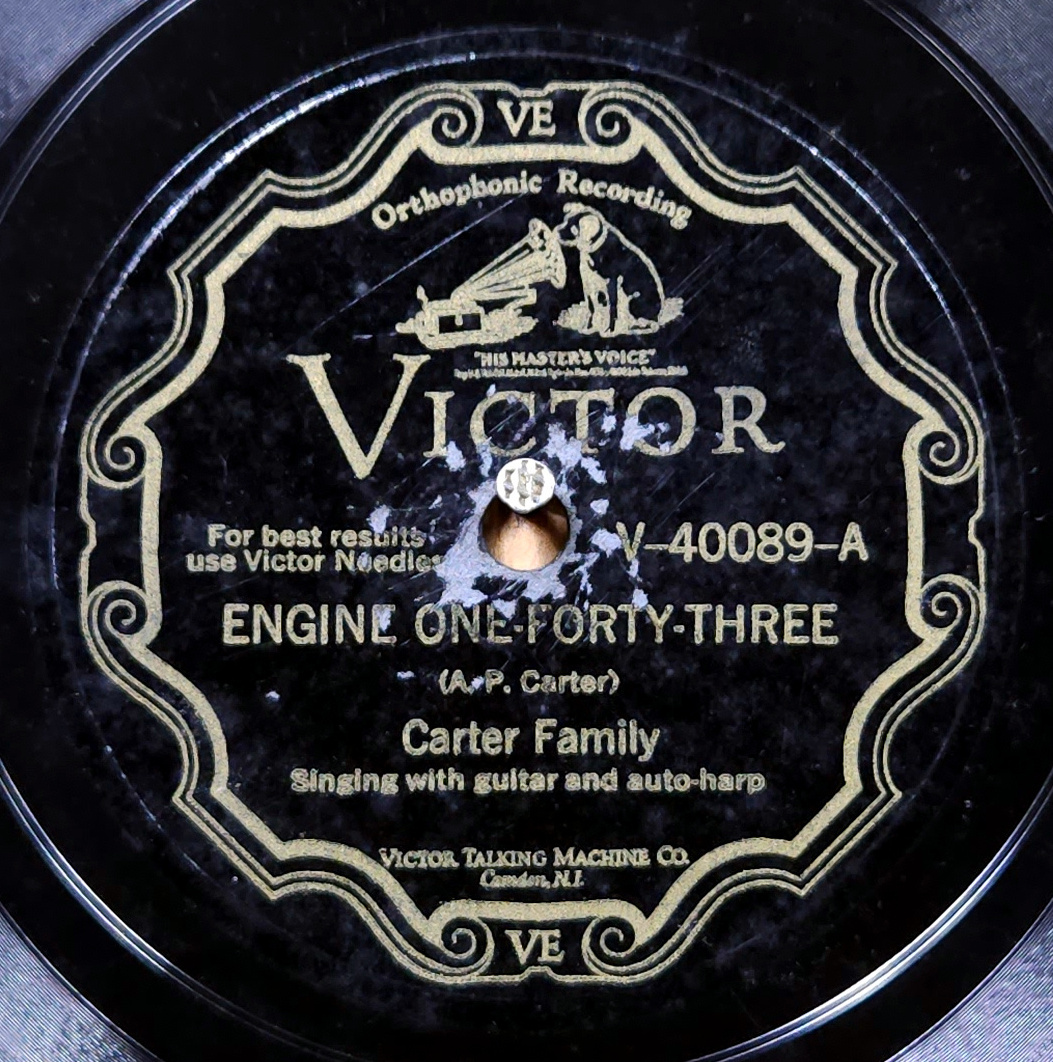 VE
Orthophonic Recording
"HIS MASTER'S VOICE"
VICTOR
For best results
use Victor Needles
V-40089-A
ENGINE ONE-FORTY-THREE
(A. P. Carter)
Carter Family
Singing with guitar and auto-harp
VICTOR TALKING MACHINE CO.
Camden, N.J.
VE